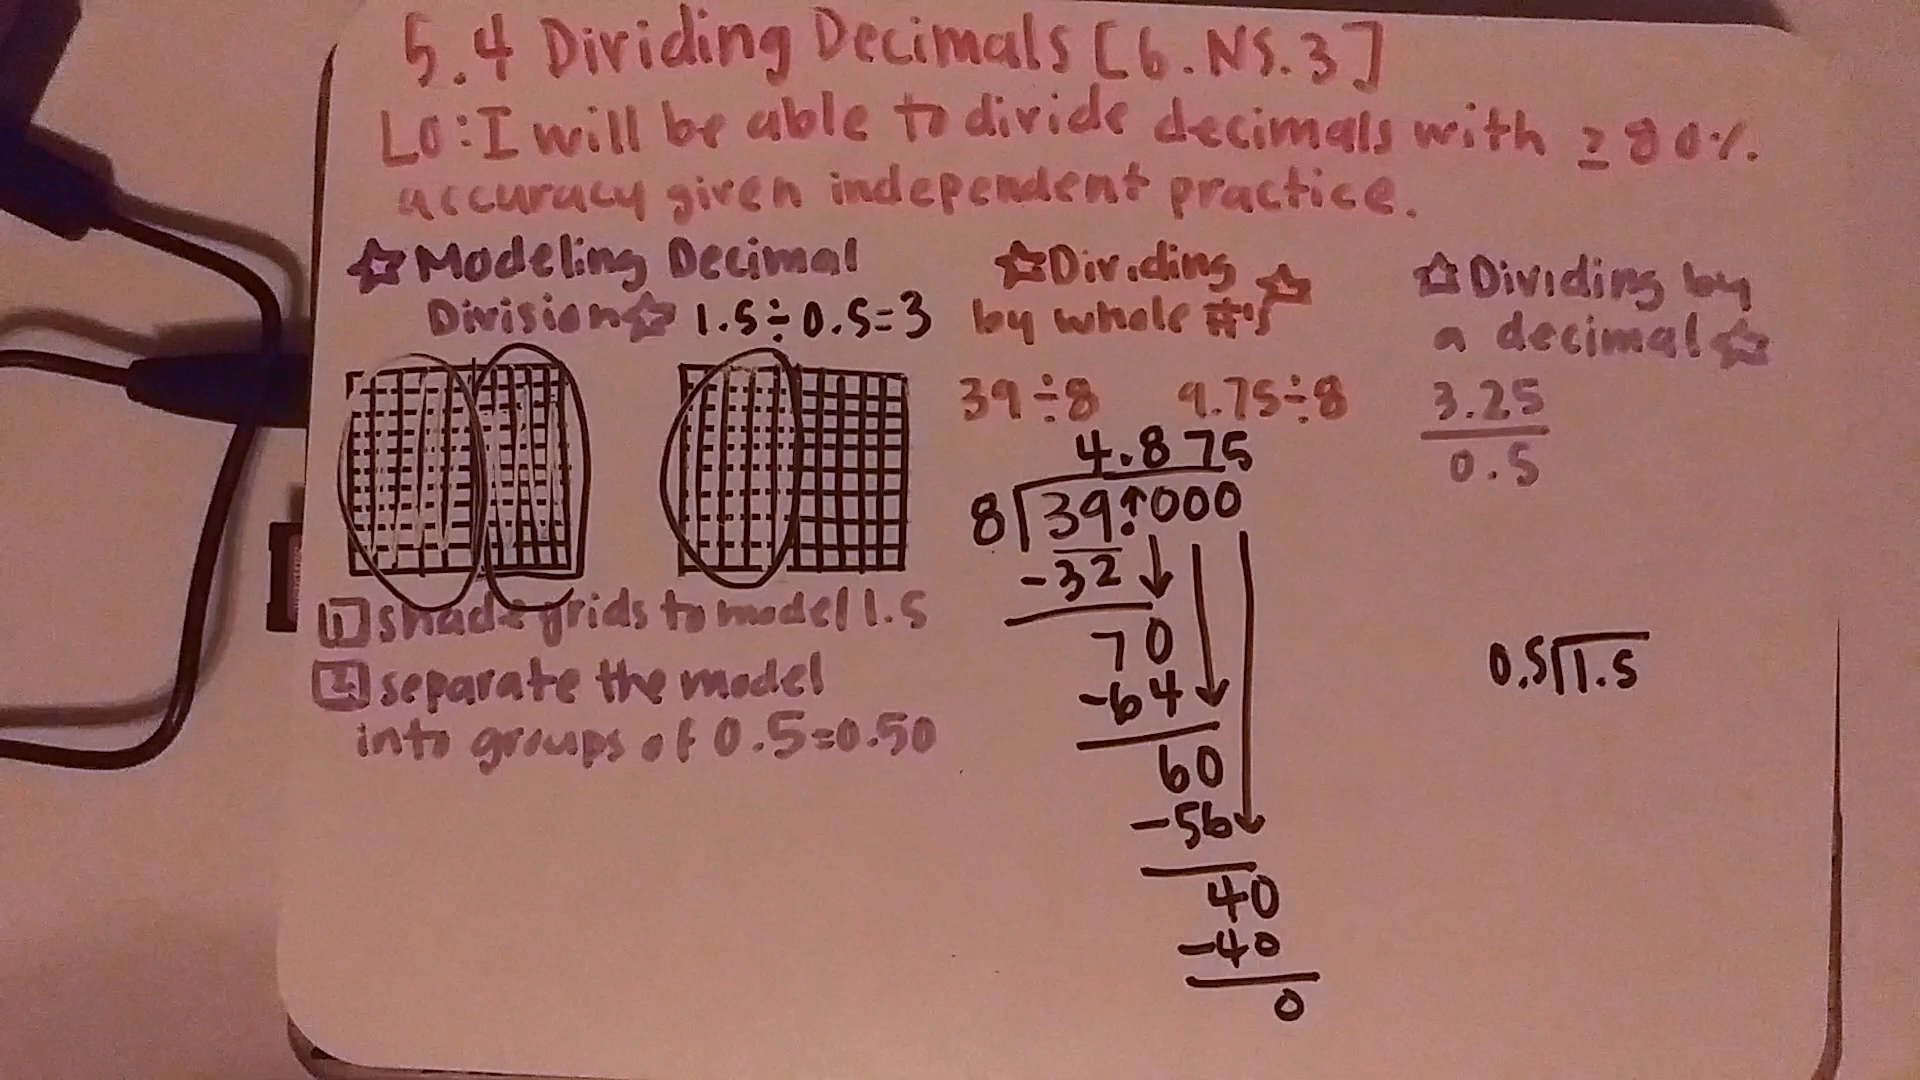 5.4 Dividing Decimals [6.NS.3]
LO: I will be able to divide decimals with ≥ 80%
accuracy given independent practice.
☆ Modeling Decimal
Division ☆ 1.5÷0.5=3
1 shade grids to model 1.5
2 separate the model
into groups of 0.5=0.50
☆ Dividing ☆
by whole #'s
39÷8 9.75÷8
4.875
8 39.000
-32
70
-64
60
-56
40
-40
0
☆ Dividing by
a decimal ☆
3.25
0.5
0.5 1.5